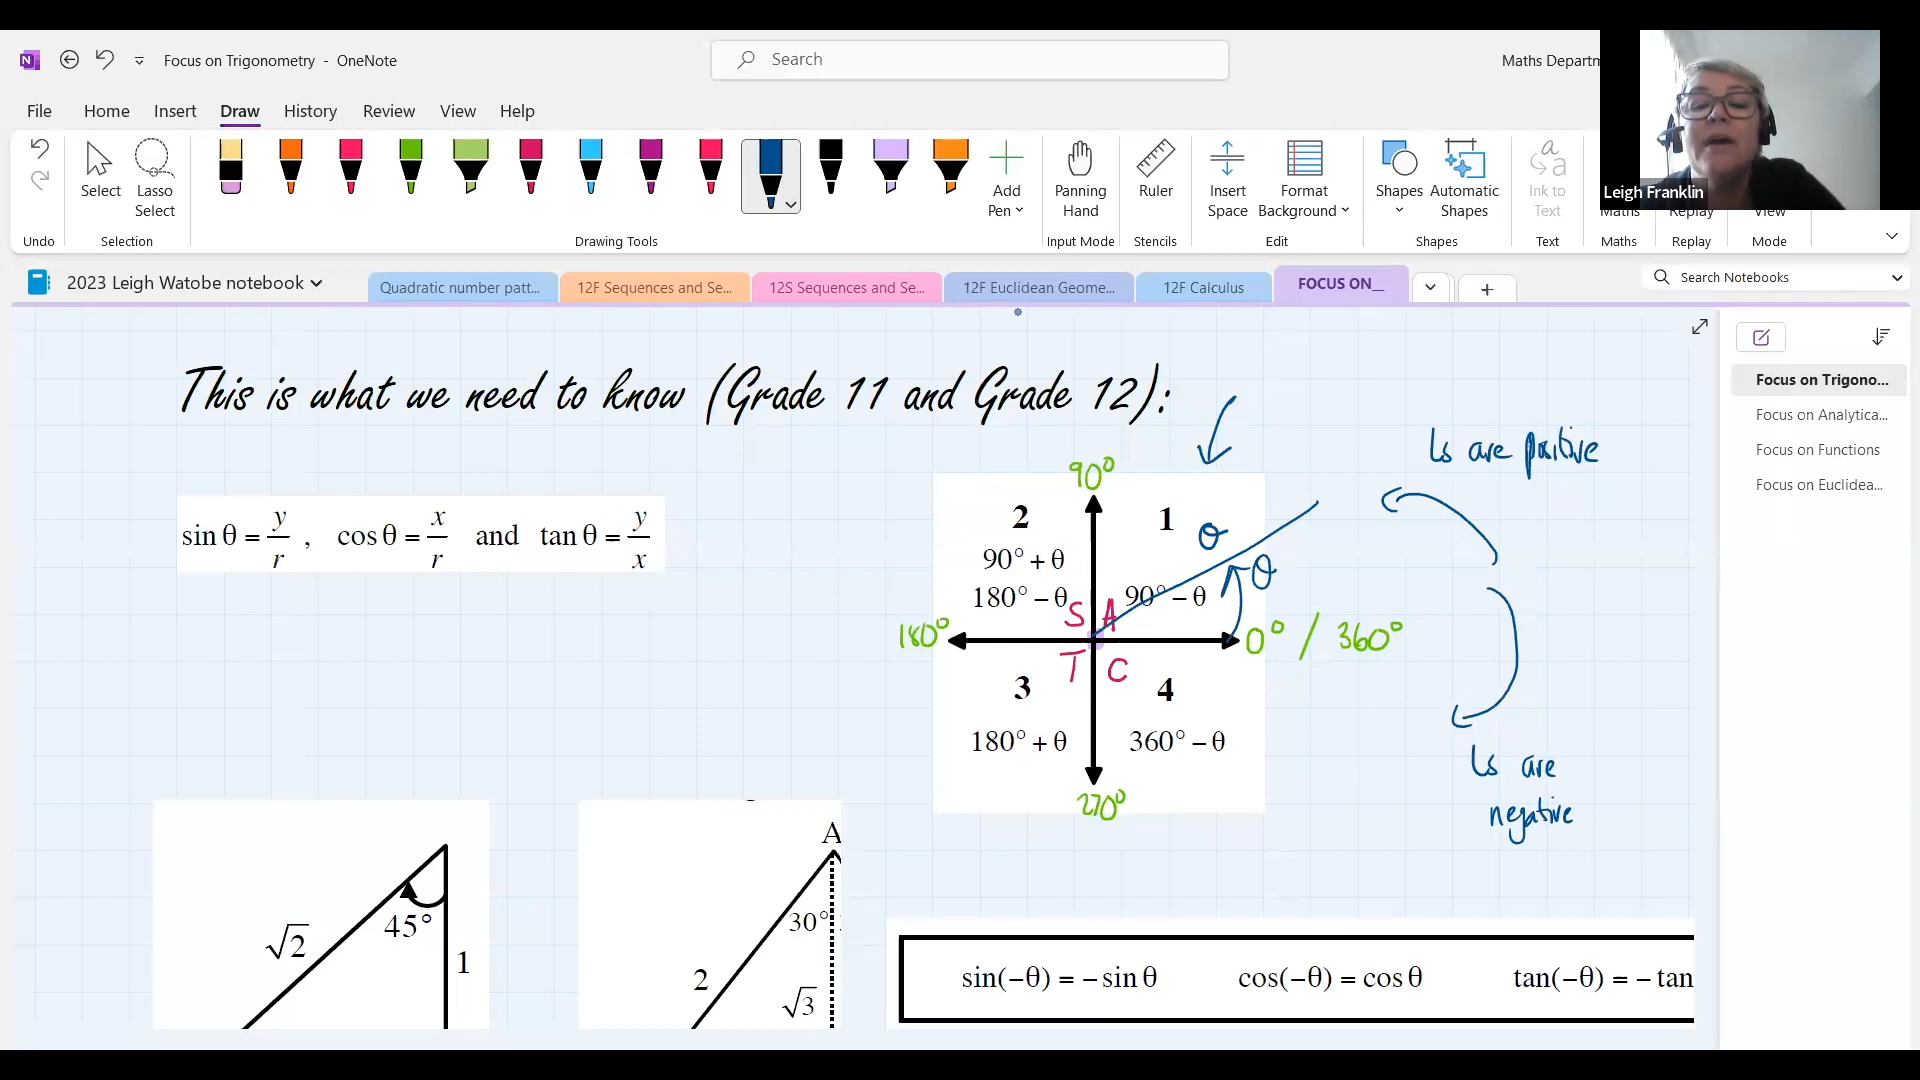 Focus on Trigonometry - OneNote
Search
Maths Departm
File Home Insert Draw History Review View Help
Select
Lasso Select
Add Pen
Panning Hand
Ruler
Insert Space
Format Background
Shapes
Automatic Shapes
Ink to Text
Maths
Replay
View
Leigh Franklin
Undo Selection Drawing Tools Input Mode Stencils Edit Shapes Text Maths Replay Mode
2023 Leigh Watobe notebook
Quadratic number patt...
12F Sequences and Se...
12S Sequences and Se...
12F Euclidean Geome...
12F Calculus
FOCUS ON__
Search Notebooks
Focus on Trigono...
Focus on Analytica...
Focus on Functions
Focus on Euclidea...
This is what we need to know (Grade 11 and Grade 12):
sin θ = y/r , cos θ = x/r and tan θ = y/x
90°
2 1
θ
90° + θ
θ
180° − θ 90° − θ
S A
180° 0° / 360°
T C
3 4
180° + θ 360° − θ
270°
Ls are positive
Ls are
negative
√2 45° 1
A
30°
2
√3
sin(−θ) = − sin θ cos(−θ) = cos θ tan(−θ) = − tan